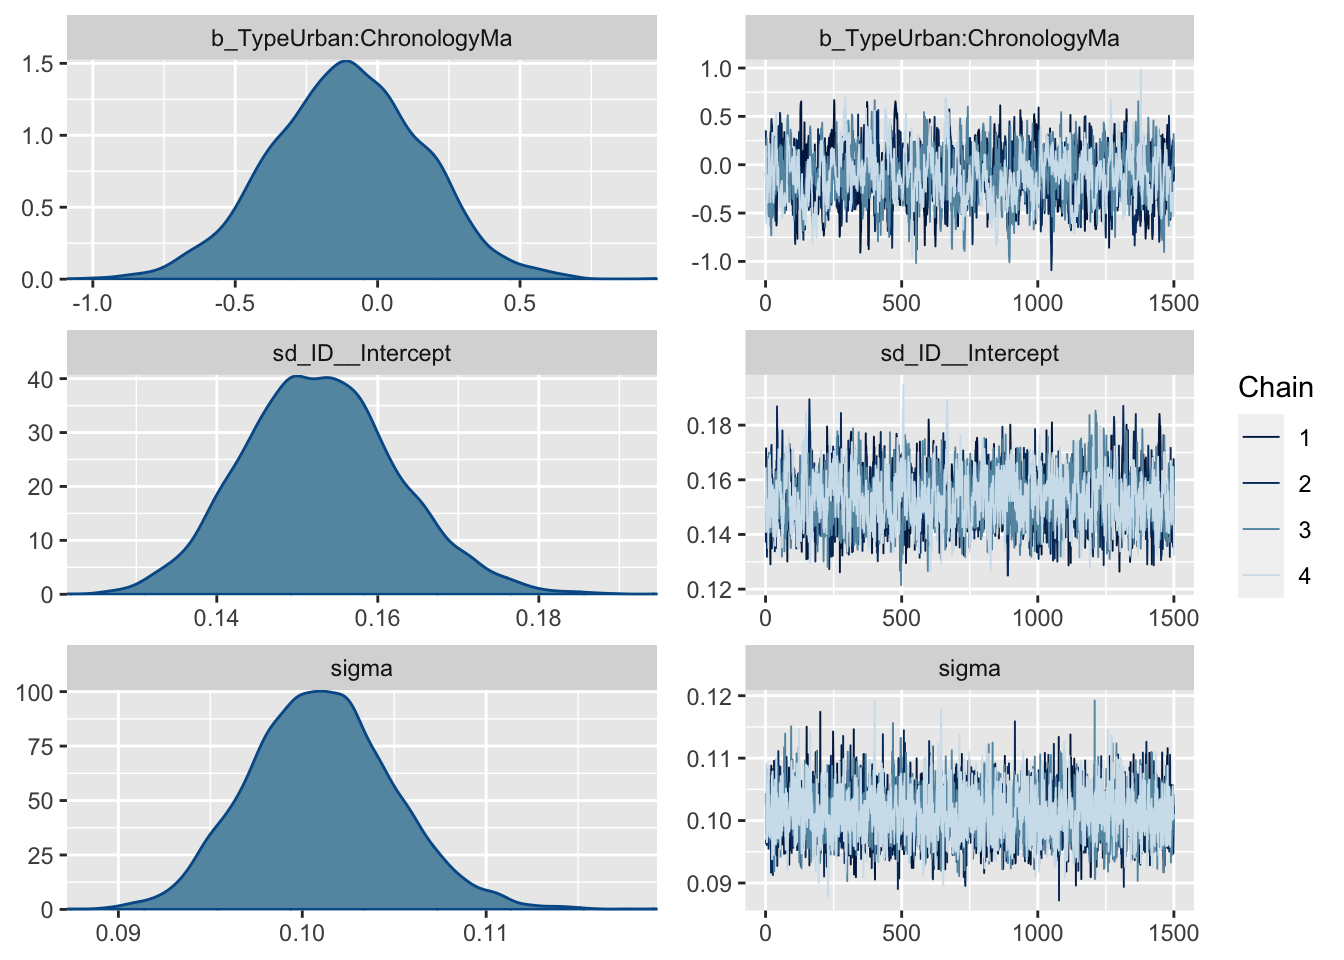 b_TypeUrban:ChronologyMa
1.5
1.0
0.5
0.0
-1.0 -0.5 0.0 0.5
b_TypeUrban:ChronologyMa
1.0
0.5
0.0
-0.5
-1.0
0 500 1000 1500
sd_ID__Intercept
40
30
20
10
0
0.14 0.16 0.18
sd_ID__Intercept
0.18
0.16
0.14
0.12
0 500 1000 1500
sigma
100
75
50
25
0
0.09 0.10 0.11
sigma
0.12
0.11
0.10
0.09
0 500 1000 1500
Chain
1
2
3
4